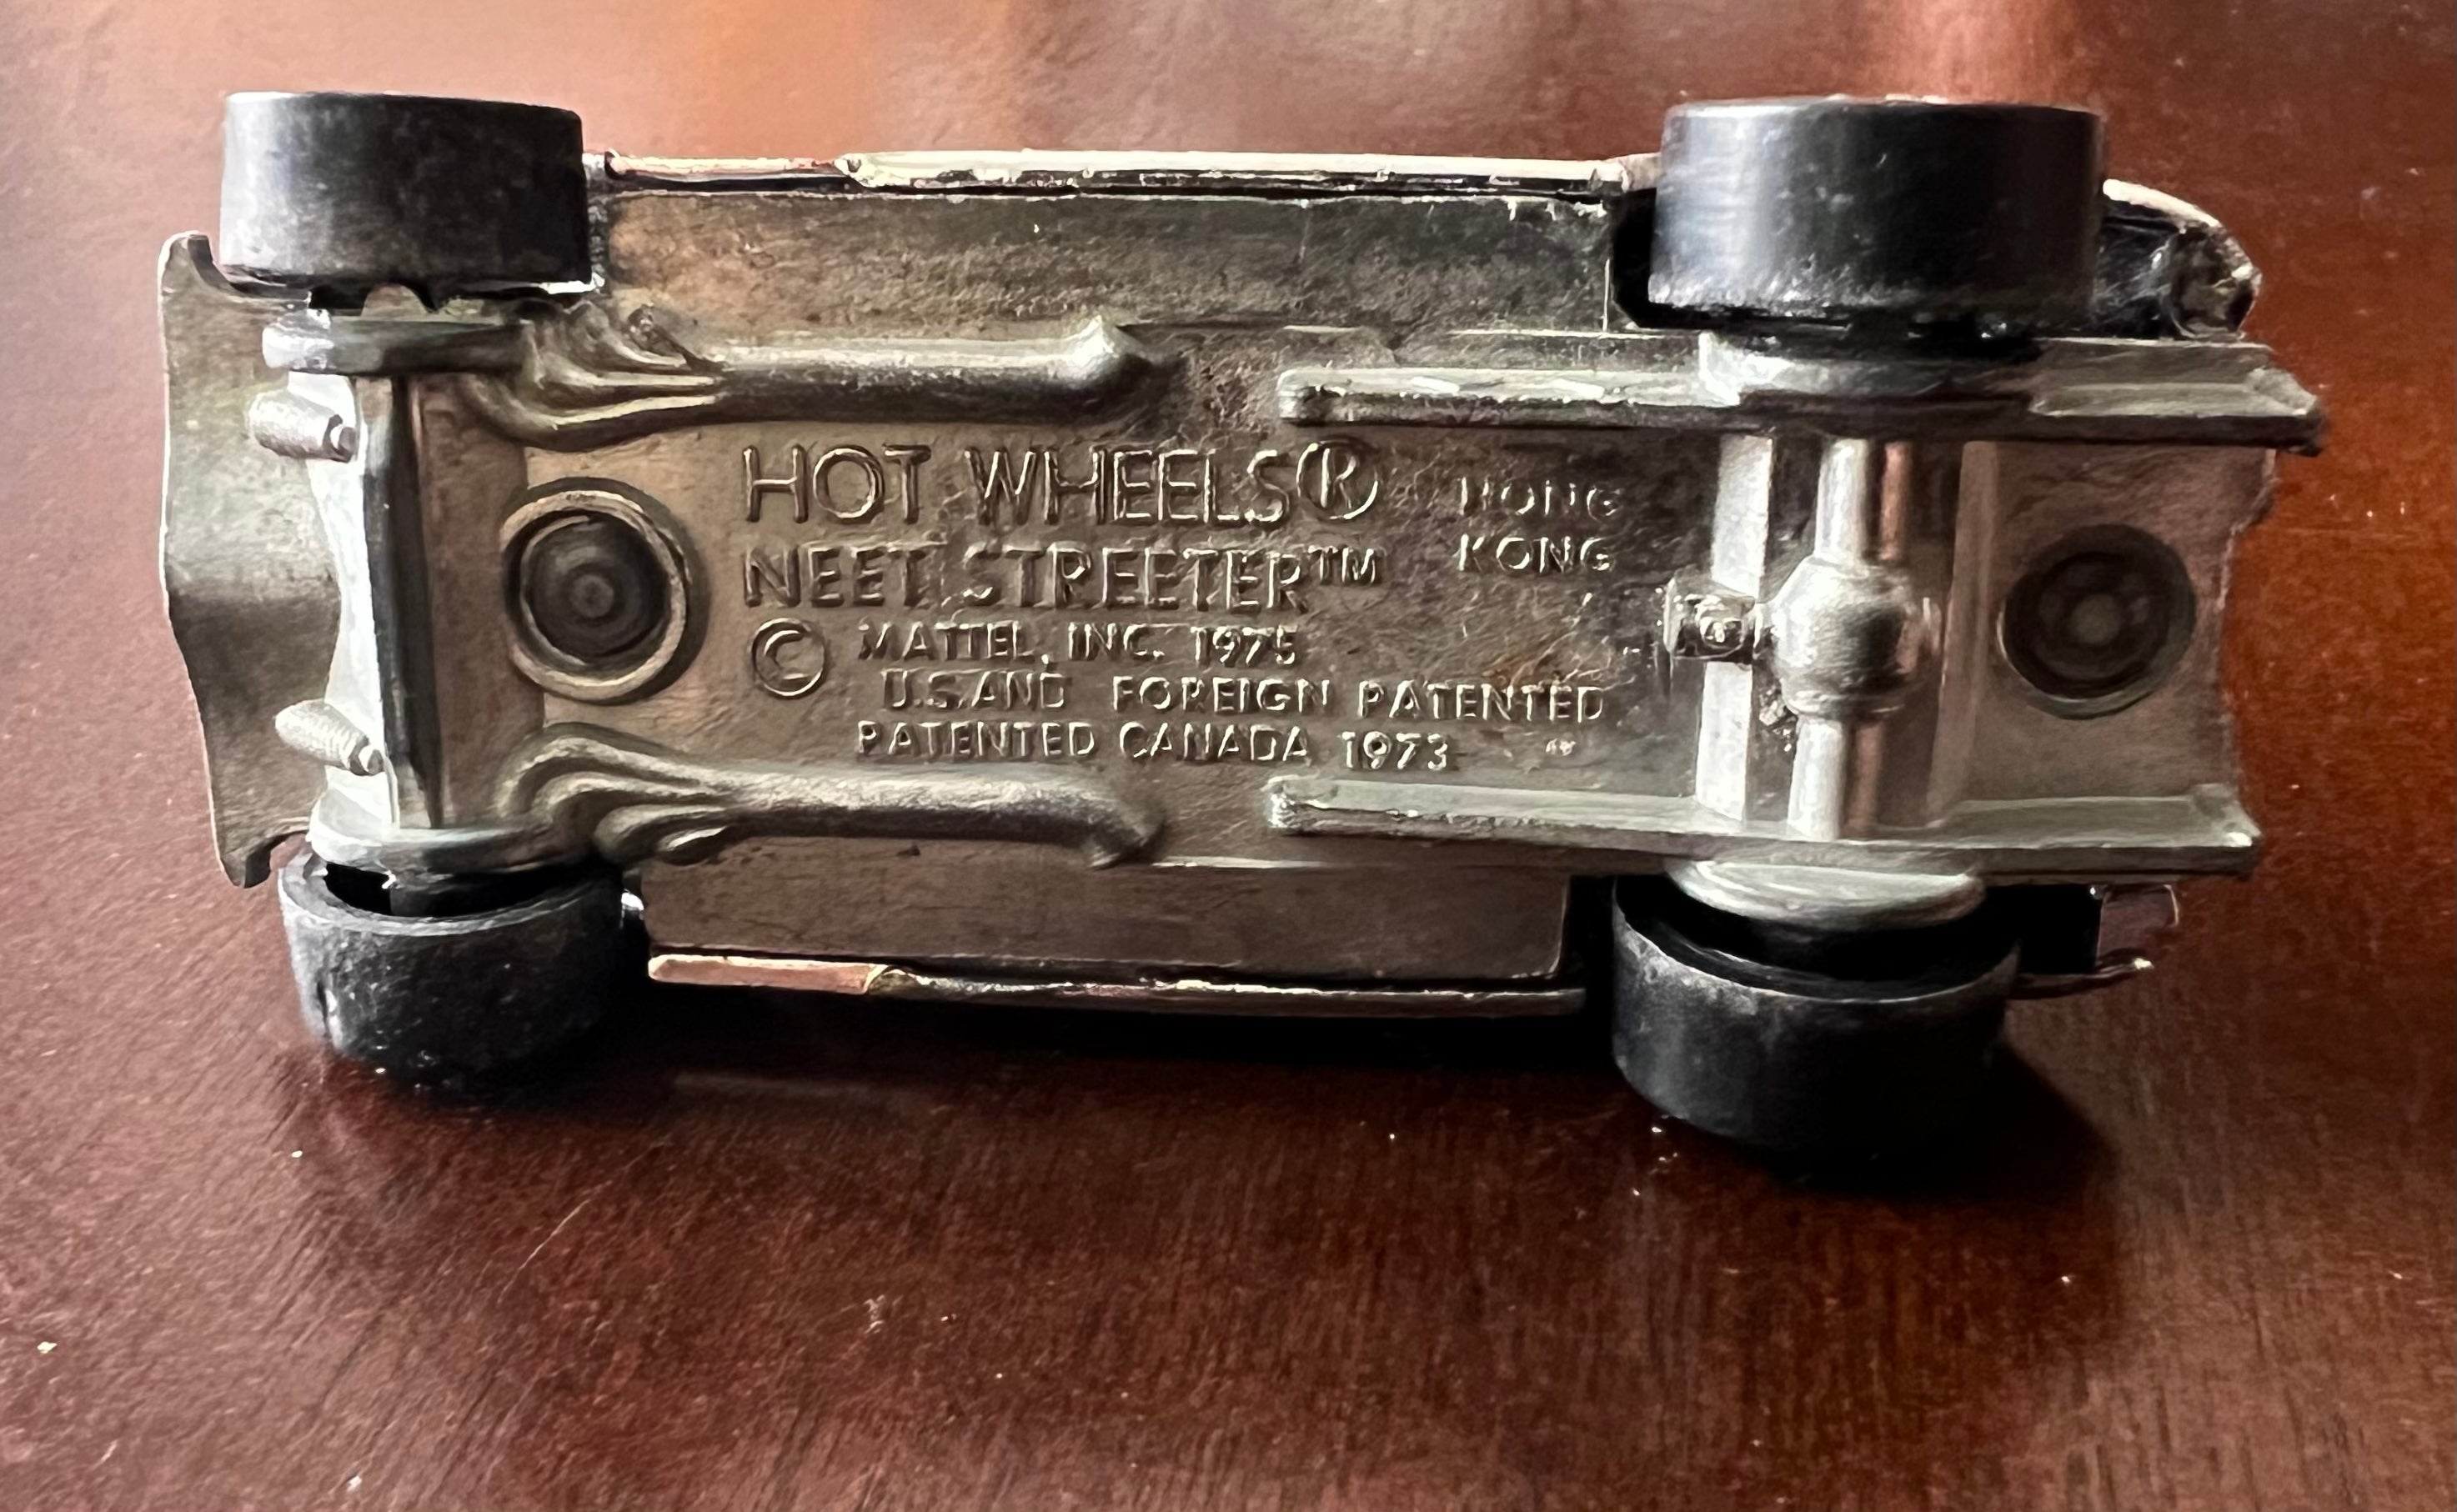 HOT WHEELS®
NEET STREETER™
© MATTEL, INC. 1975
U.S. AND FOREIGN PATENTED
PATENTED CANADA 1973
HONG
KONG